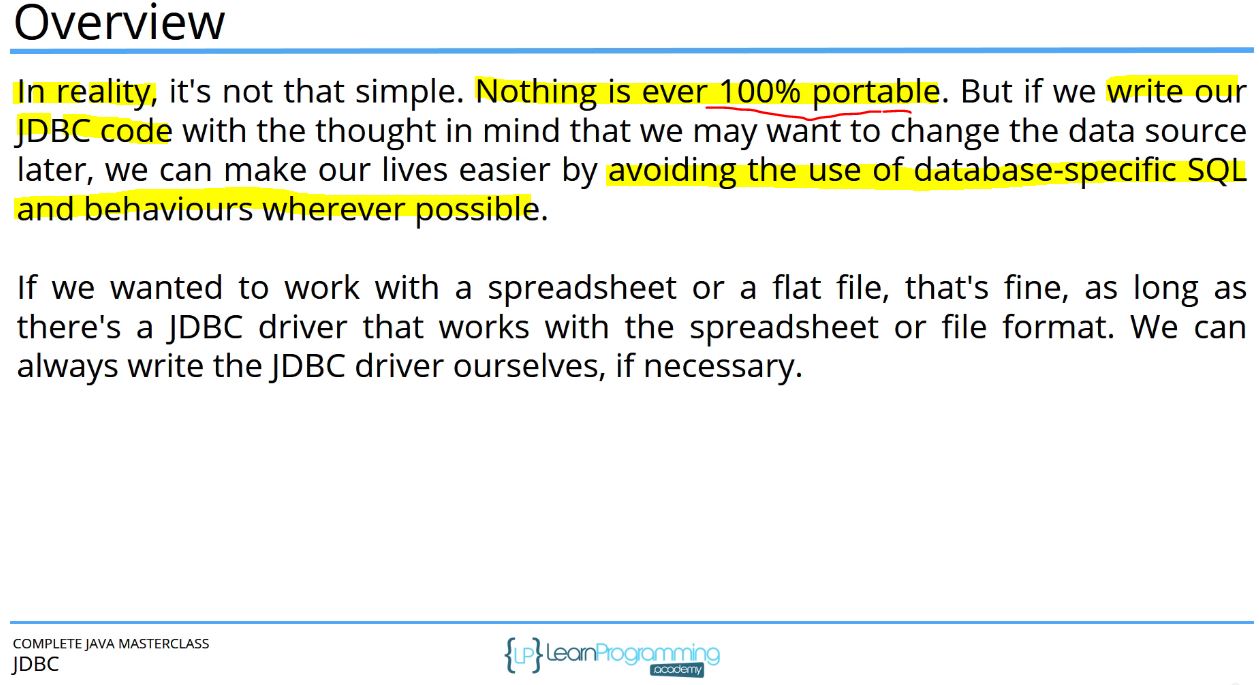 Overview
In reality, it's not that simple. Nothing is ever 100% portable. But if we write our
JDBC code with the thought in mind that we may want to change the data source
later, we can make our lives easier by avoiding the use of database-specific SQL
and behaviours wherever possible.
If we wanted to work with a spreadsheet or a flat file, that's fine, as long as
there's a JDBC driver that works with the spreadsheet or file format. We can
always write the JDBC driver ourselves, if necessary.
COMPLETE JAVA MASTERCLASS
JDBC
{LP} LearnProgramming
.academy